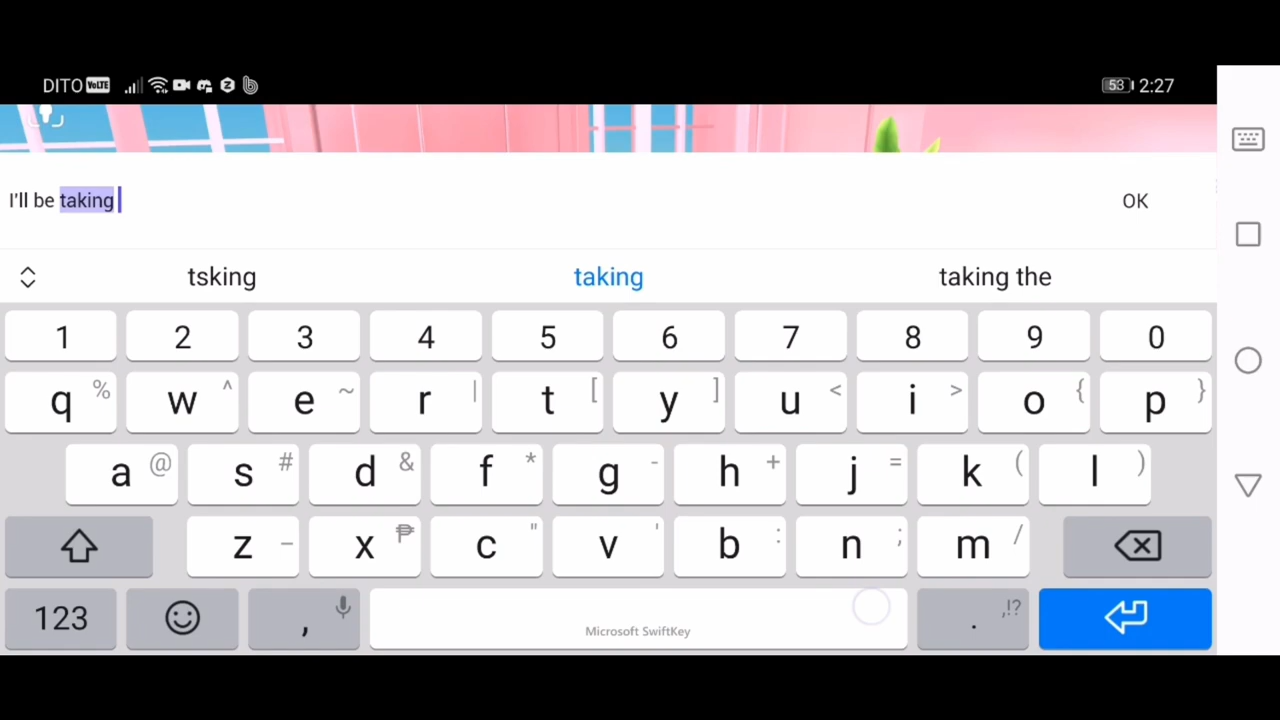 DITO VoLTE 53 2:27
I'll be taking
OK
tsking taking taking the
1 2 3 4 5 6 7 8 9 0
q % w ^ e ~ r | t [ y ] u < i > o { p }
a @ s # d & f * g - h + j = k ( l )
z _ x ₱ c " v ' b : n ; m /
123 , Microsoft SwiftKey . ,!?